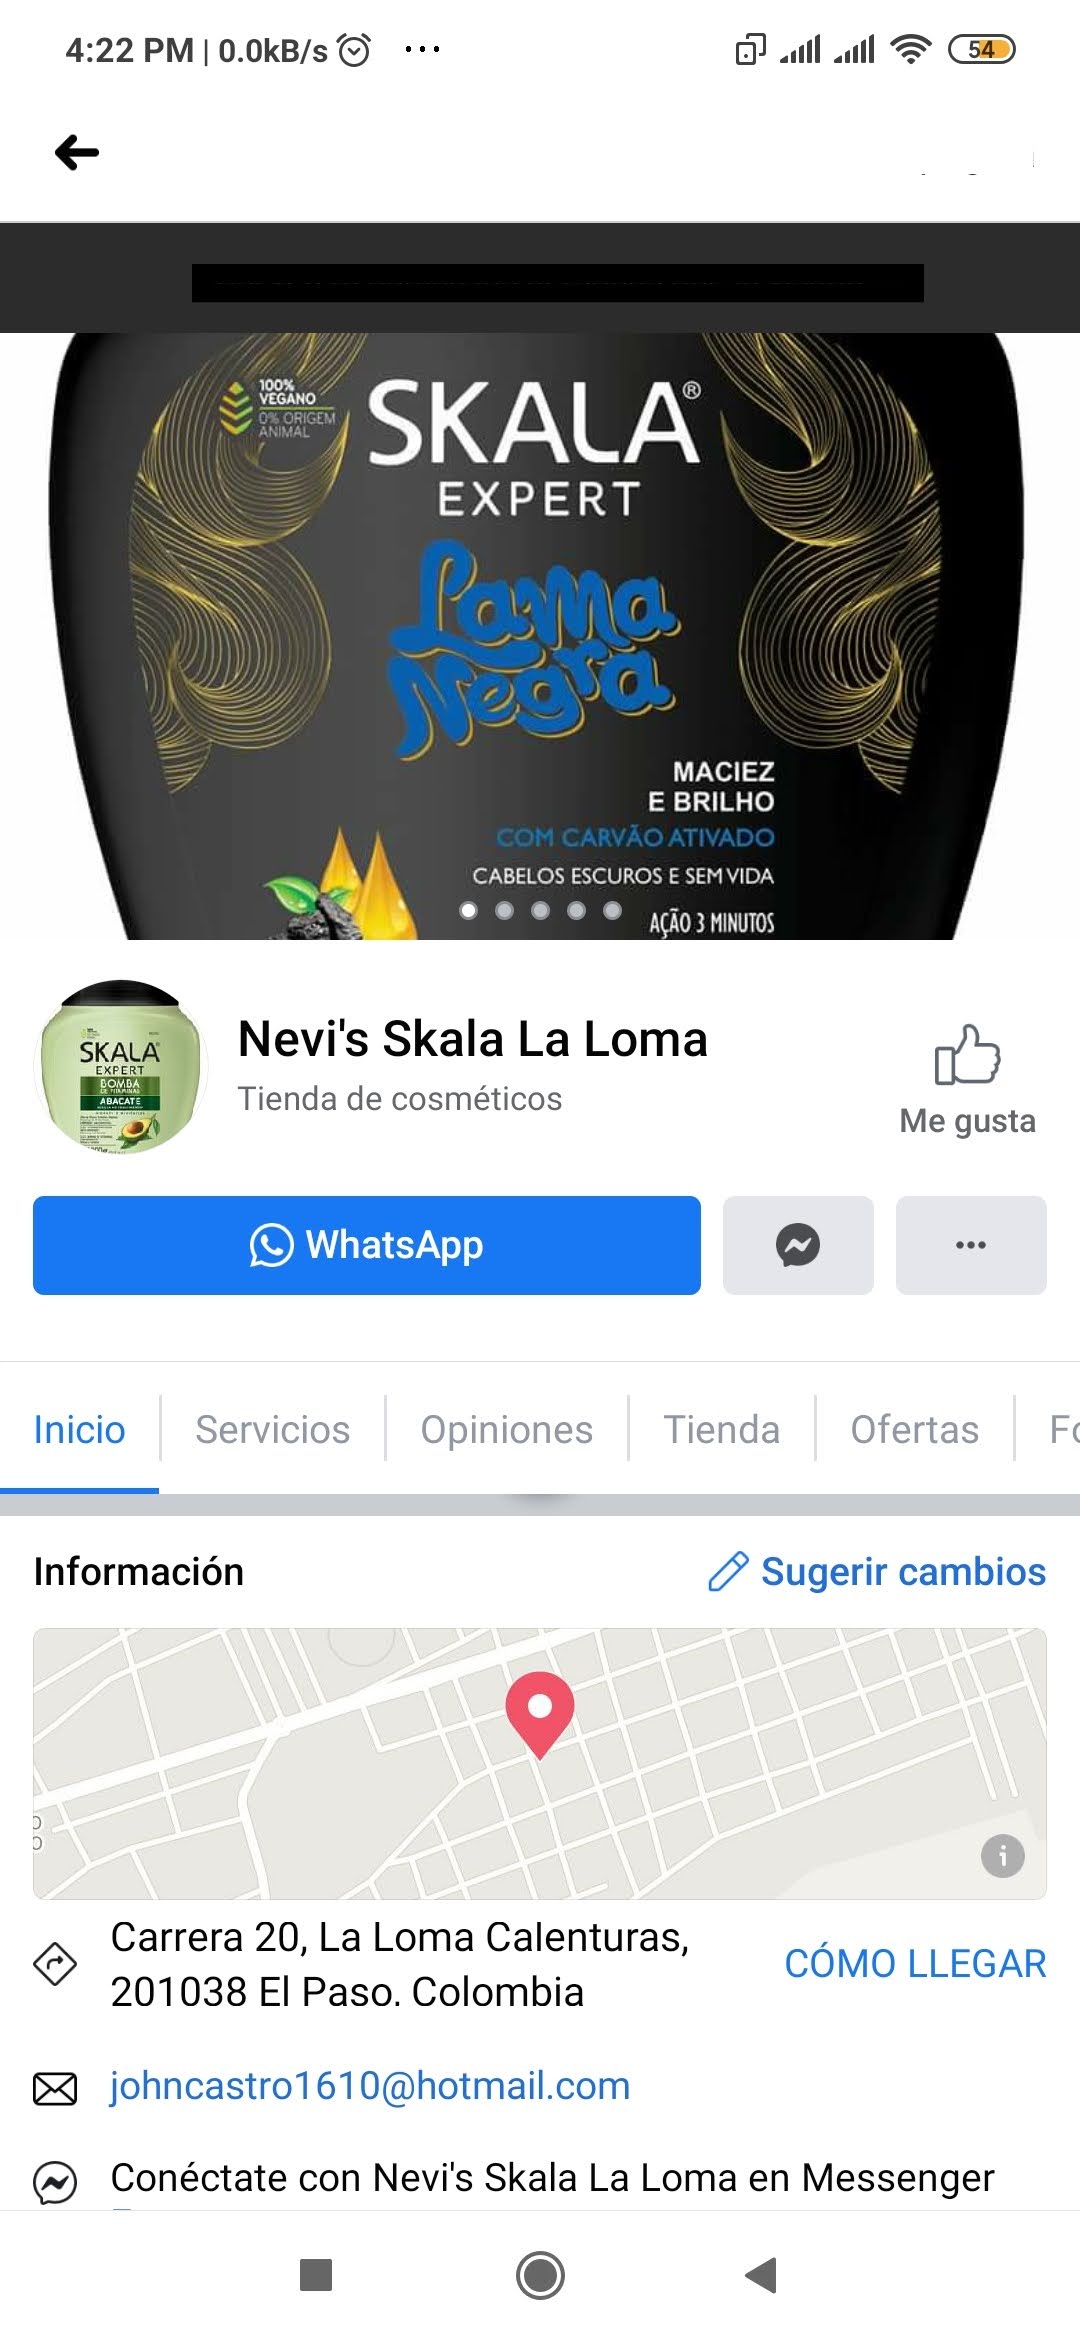 4:22 PM | 0.0kB/s ...
54
100%
VEGANO
0% ORIGEM
ANIMAL
SKALA®
EXPERT
Lama
Negra
MACIEZ
E BRILHO
COM CARVÃO ATIVADO
CABELOS ESCUROS E SEM VIDA
AÇÃO 3 MINUTOS
SKALA
EXPERT
BOMBA
DE VITAMINAS
ABACATE
Nevi's Skala La Loma
Tienda de cosméticos
Me gusta
WhatsApp
Inicio
Servicios
Opiniones
Tienda
Ofertas
Fo
Información
Sugerir cambios
Carrera 20, La Loma Calenturas,
201038 El Paso. Colombia
CÓMO LLEGAR
johncastro1610@hotmail.com
Conéctate con Nevi's Skala La Loma en Messenger